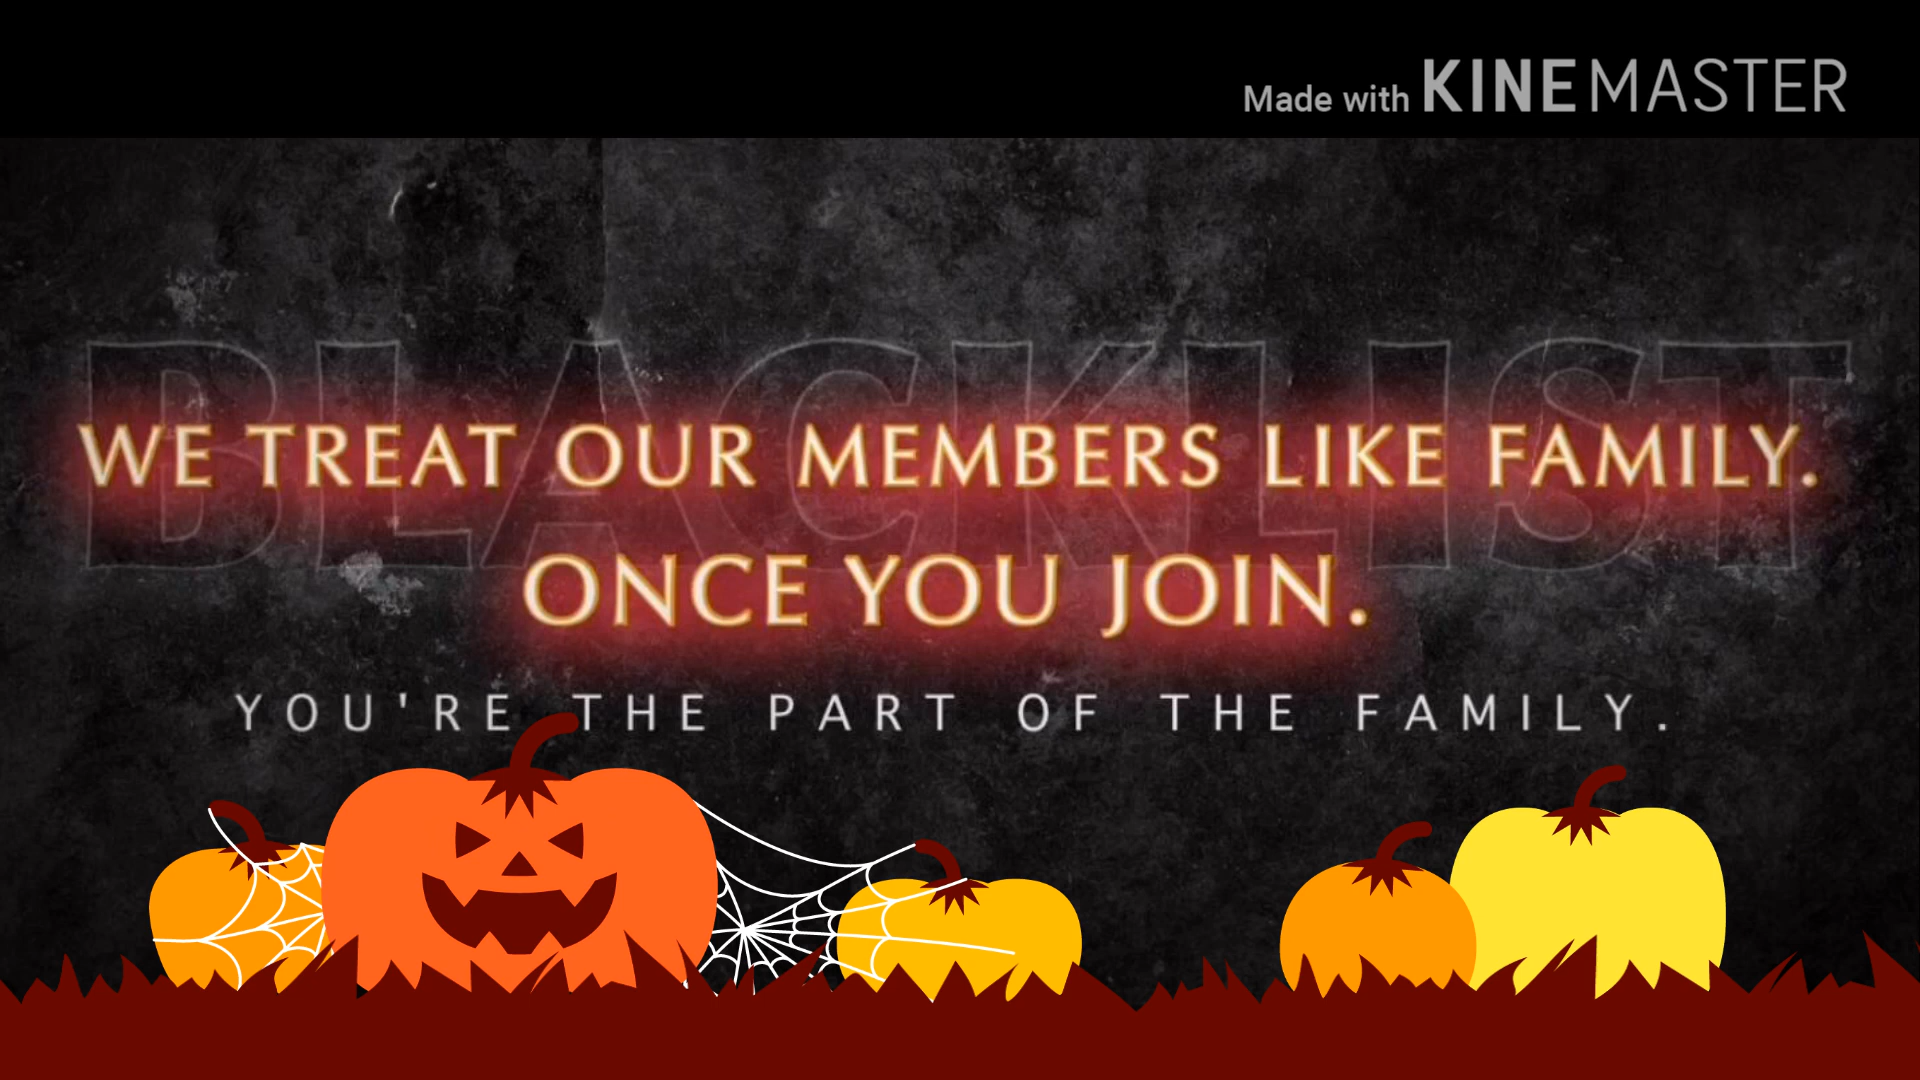 Made with KINEMASTER
BLACKLIST
WE TREAT OUR MEMBERS LIKE FAMILY.
ONCE YOU JOIN.
YOU'RE THE PART OF THE FAMILY.